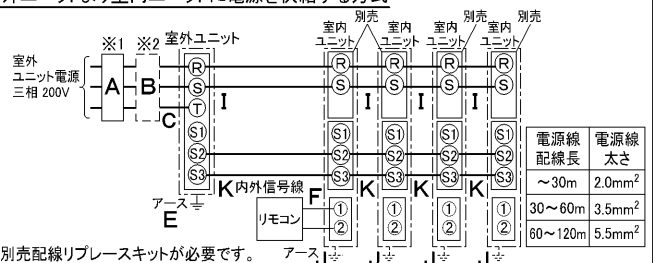 外ユニットより室内ユニットに電源を供給する方式
※1 ※2 室外ユニット
室内ユニット 別売 室内ユニット 室内ユニット 別売 室内ユニット 別売
室外
ユニット電源
三相 200V
A B C
R S T S1 S2 S3
I I I I
R S R S R S R S
S1 S2 S3 S1 S2 S3 S1 S2 S3 S1 S2 S3
K 内外信号線 F K K K
アース
E
リモコン
① ② ① ② ① ② ① ②
別売配線リプレースキットが必要です。
アース
電源線配線長 電源線太さ
～30m 2.0mm²
30～60m 3.5mm²
60～120m 5.5mm²